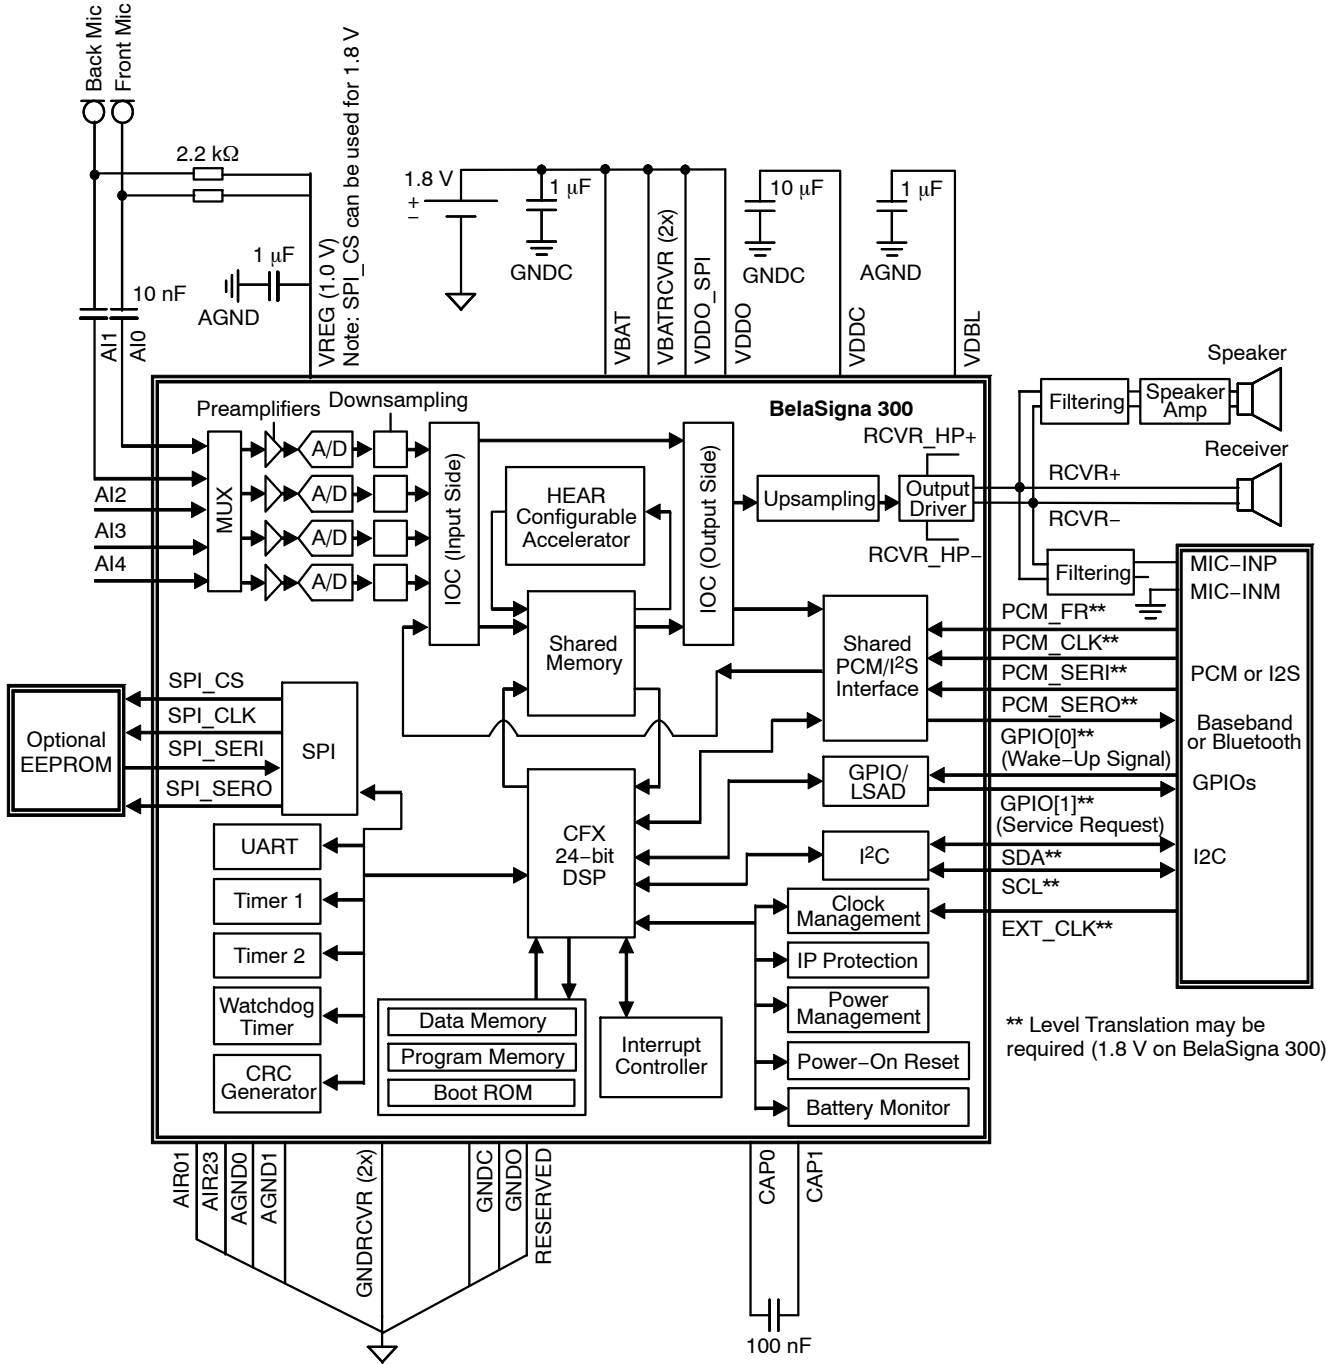 Back Mic
Front Mic
2.2 kΩ
1 µF
AGND
10 nF
AI1
AI0
VREG (1.0 V)
Note: SPI_CS can be used for 1.8 V
1.8 V
+
−
1 µF
GNDC
VBAT
VBATRCVR (2x)
VDDO_SPI
VDDO
10 µF
GNDC
VDDC
1 µF
AGND
VDBL
Speaker
Filtering
Speaker
Amp
Receiver
BelaSigna 300
Preamplifiers
Downsampling
AI2
AI3
AI4
MUX
A/D
A/D
A/D
A/D
IOC (Input Side)
HEAR
Configurable
Accelerator
Shared
Memory
IOC (Output Side)
Upsampling
RCVR_HP+
Output
Driver
RCVR_HP−
RCVR+
RCVR−
Filtering
MIC−INP
MIC−INM
Shared
PCM/I2S
Interface
PCM_FR**
PCM_CLK**
PCM_SERI**
PCM_SERO**
PCM or I2S
Baseband
or Bluetooth
GPIO[0]**
(Wake−Up Signal)
GPIO/
LSAD
GPIOs
GPIO[1]**
(Service Request)
I2C
SDA**
SCL**
I2C
EXT_CLK**
Optional
EEPROM
SPI_CS
SPI_CLK
SPI_SERI
SPI_SERO
SPI
UART
Timer 1
Timer 2
Watchdog
Timer
CRC
Generator
CFX
24−bit
DSP
Data Memory
Program Memory
Boot ROM
Interrupt
Controller
Clock
Management
IP Protection
Power
Management
Power−On Reset
Battery Monitor
** Level Translation may be
required (1.8 V on BelaSigna 300)
AIR01
AIR23
AGND0
AGND1
GNDRCVR (2x)
GNDC
GNDO
RESERVED
CAP0
CAP1
100 nF